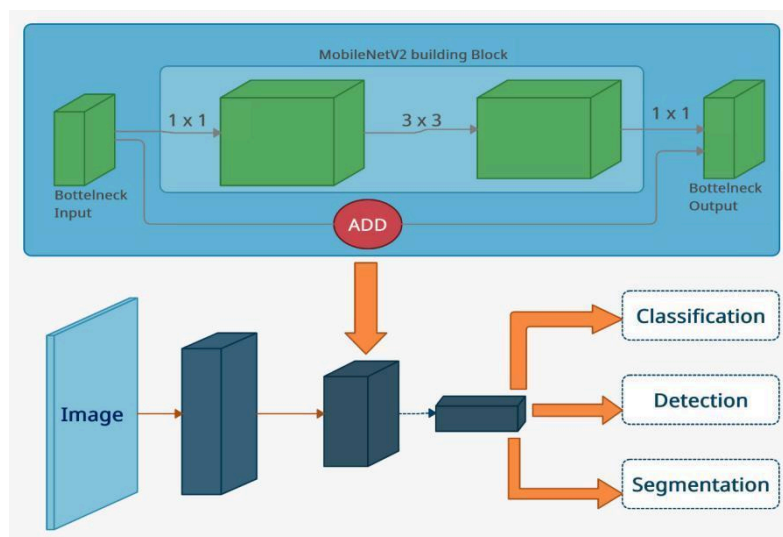 MobileNetV2 building Block
1 x 1
3 x 3
1 x 1
Bottelneck
Input
Bottelneck
Output
ADD
Image
Classification
Detection
Segmentation